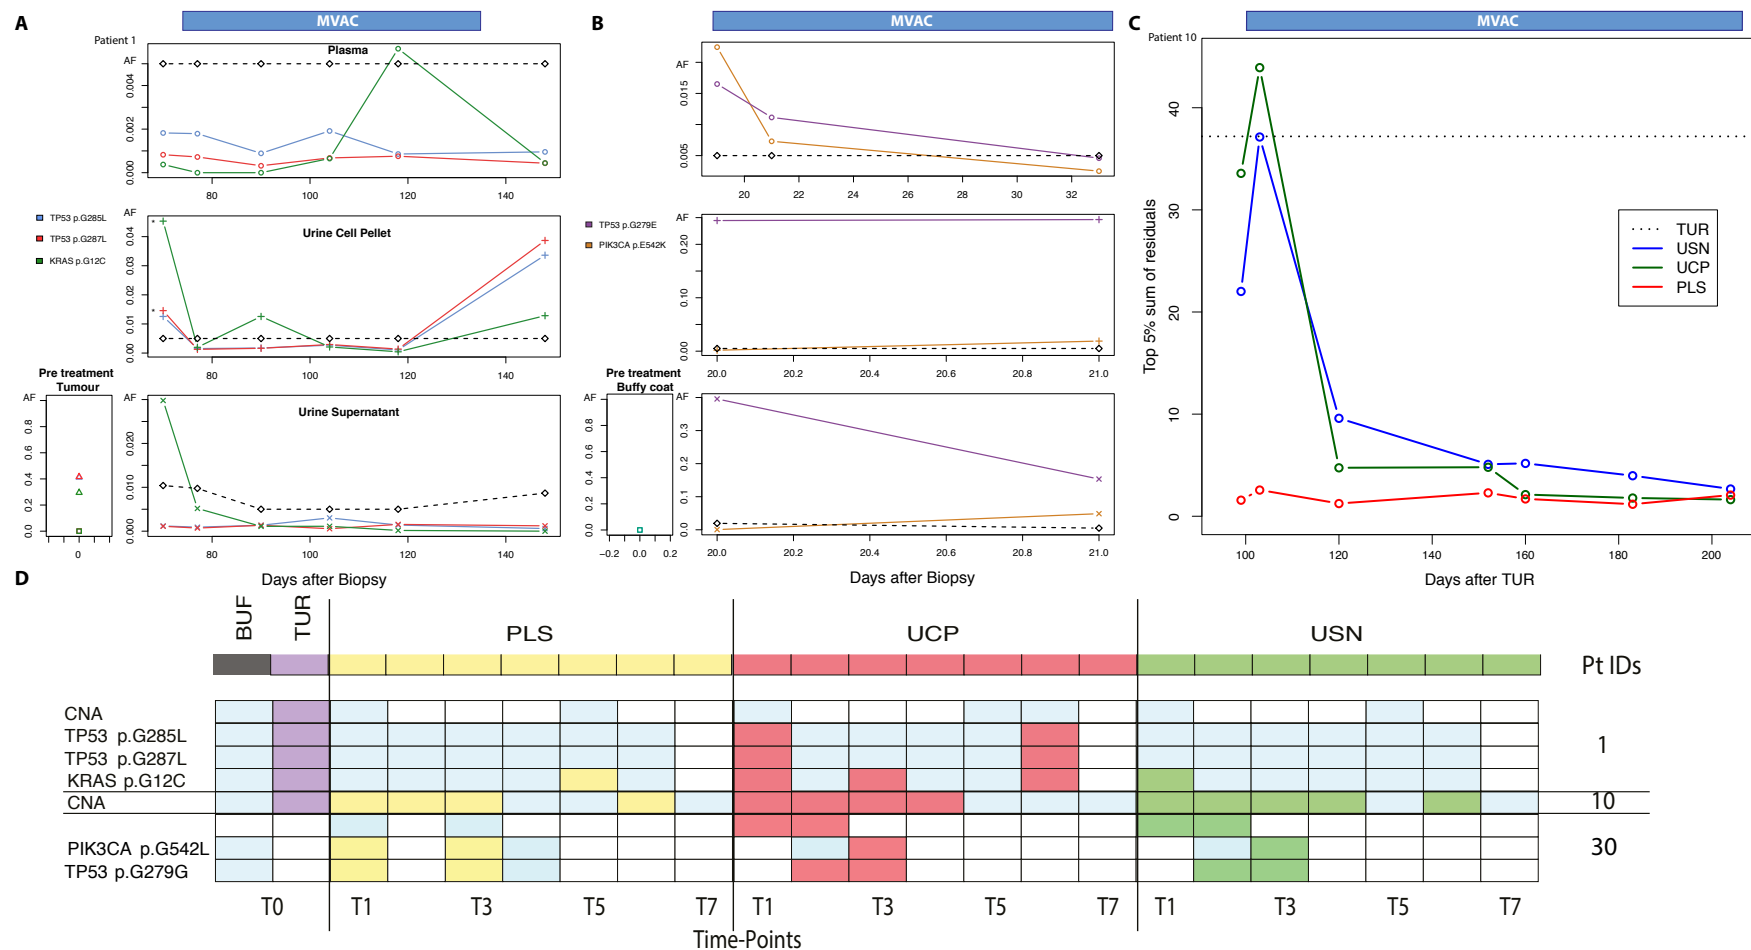 A
MVAC
Patient 1
Plasma
AF
0.004
0.002
0.000
80 100 120 140
TP53 p.G285L
TP53 p.G287L
KRAS p.G12C
AF
Urine Cell Pellet
*
*
0.04
0.03
0.02
0.01
0.00
80 100 120 140
Pre treatment
Tumour
AF
0.8
0.6
0.4
0.2
0.0
0
Urine Supernatant
AF
0.020
0.010
0.000
80 100 120 140
Days after Biopsy
B
MVAC
AF
0.015
0.005
20 22 24 26 28 30 32
TP53 p.G279E
PIK3CA p.E542K
AF
0.20
0.10
0.00
20.0 20.2 20.4 20.6 20.8 21.0
Pre treatment
Buffy coat
AF
0.8
0.6
0.4
0.2
0.0
−0.2 0.0 0.2
AF
0.3
0.2
0.1
0.0
20.0 20.2 20.4 20.6 20.8 21.0
Days after Biopsy
C
MVAC
Patient 10
Top 5% sum of residuals
40
30
20
10
0
TUR
USN
UCP
PLS
100 120 140 160 180 200
Days after TUR
D
BUF TUR PLS UCP USN
Pt IDs
CNA
TP53 p.G285L
TP53 p.G287L
KRAS p.G12C
1
CNA 10
PIK3CA p.G542L
TP53 p.G279G
30
T0 T1 T3 T5 T7 T1 T3 T5 T7 T1 T3 T5 T7
Time-Points